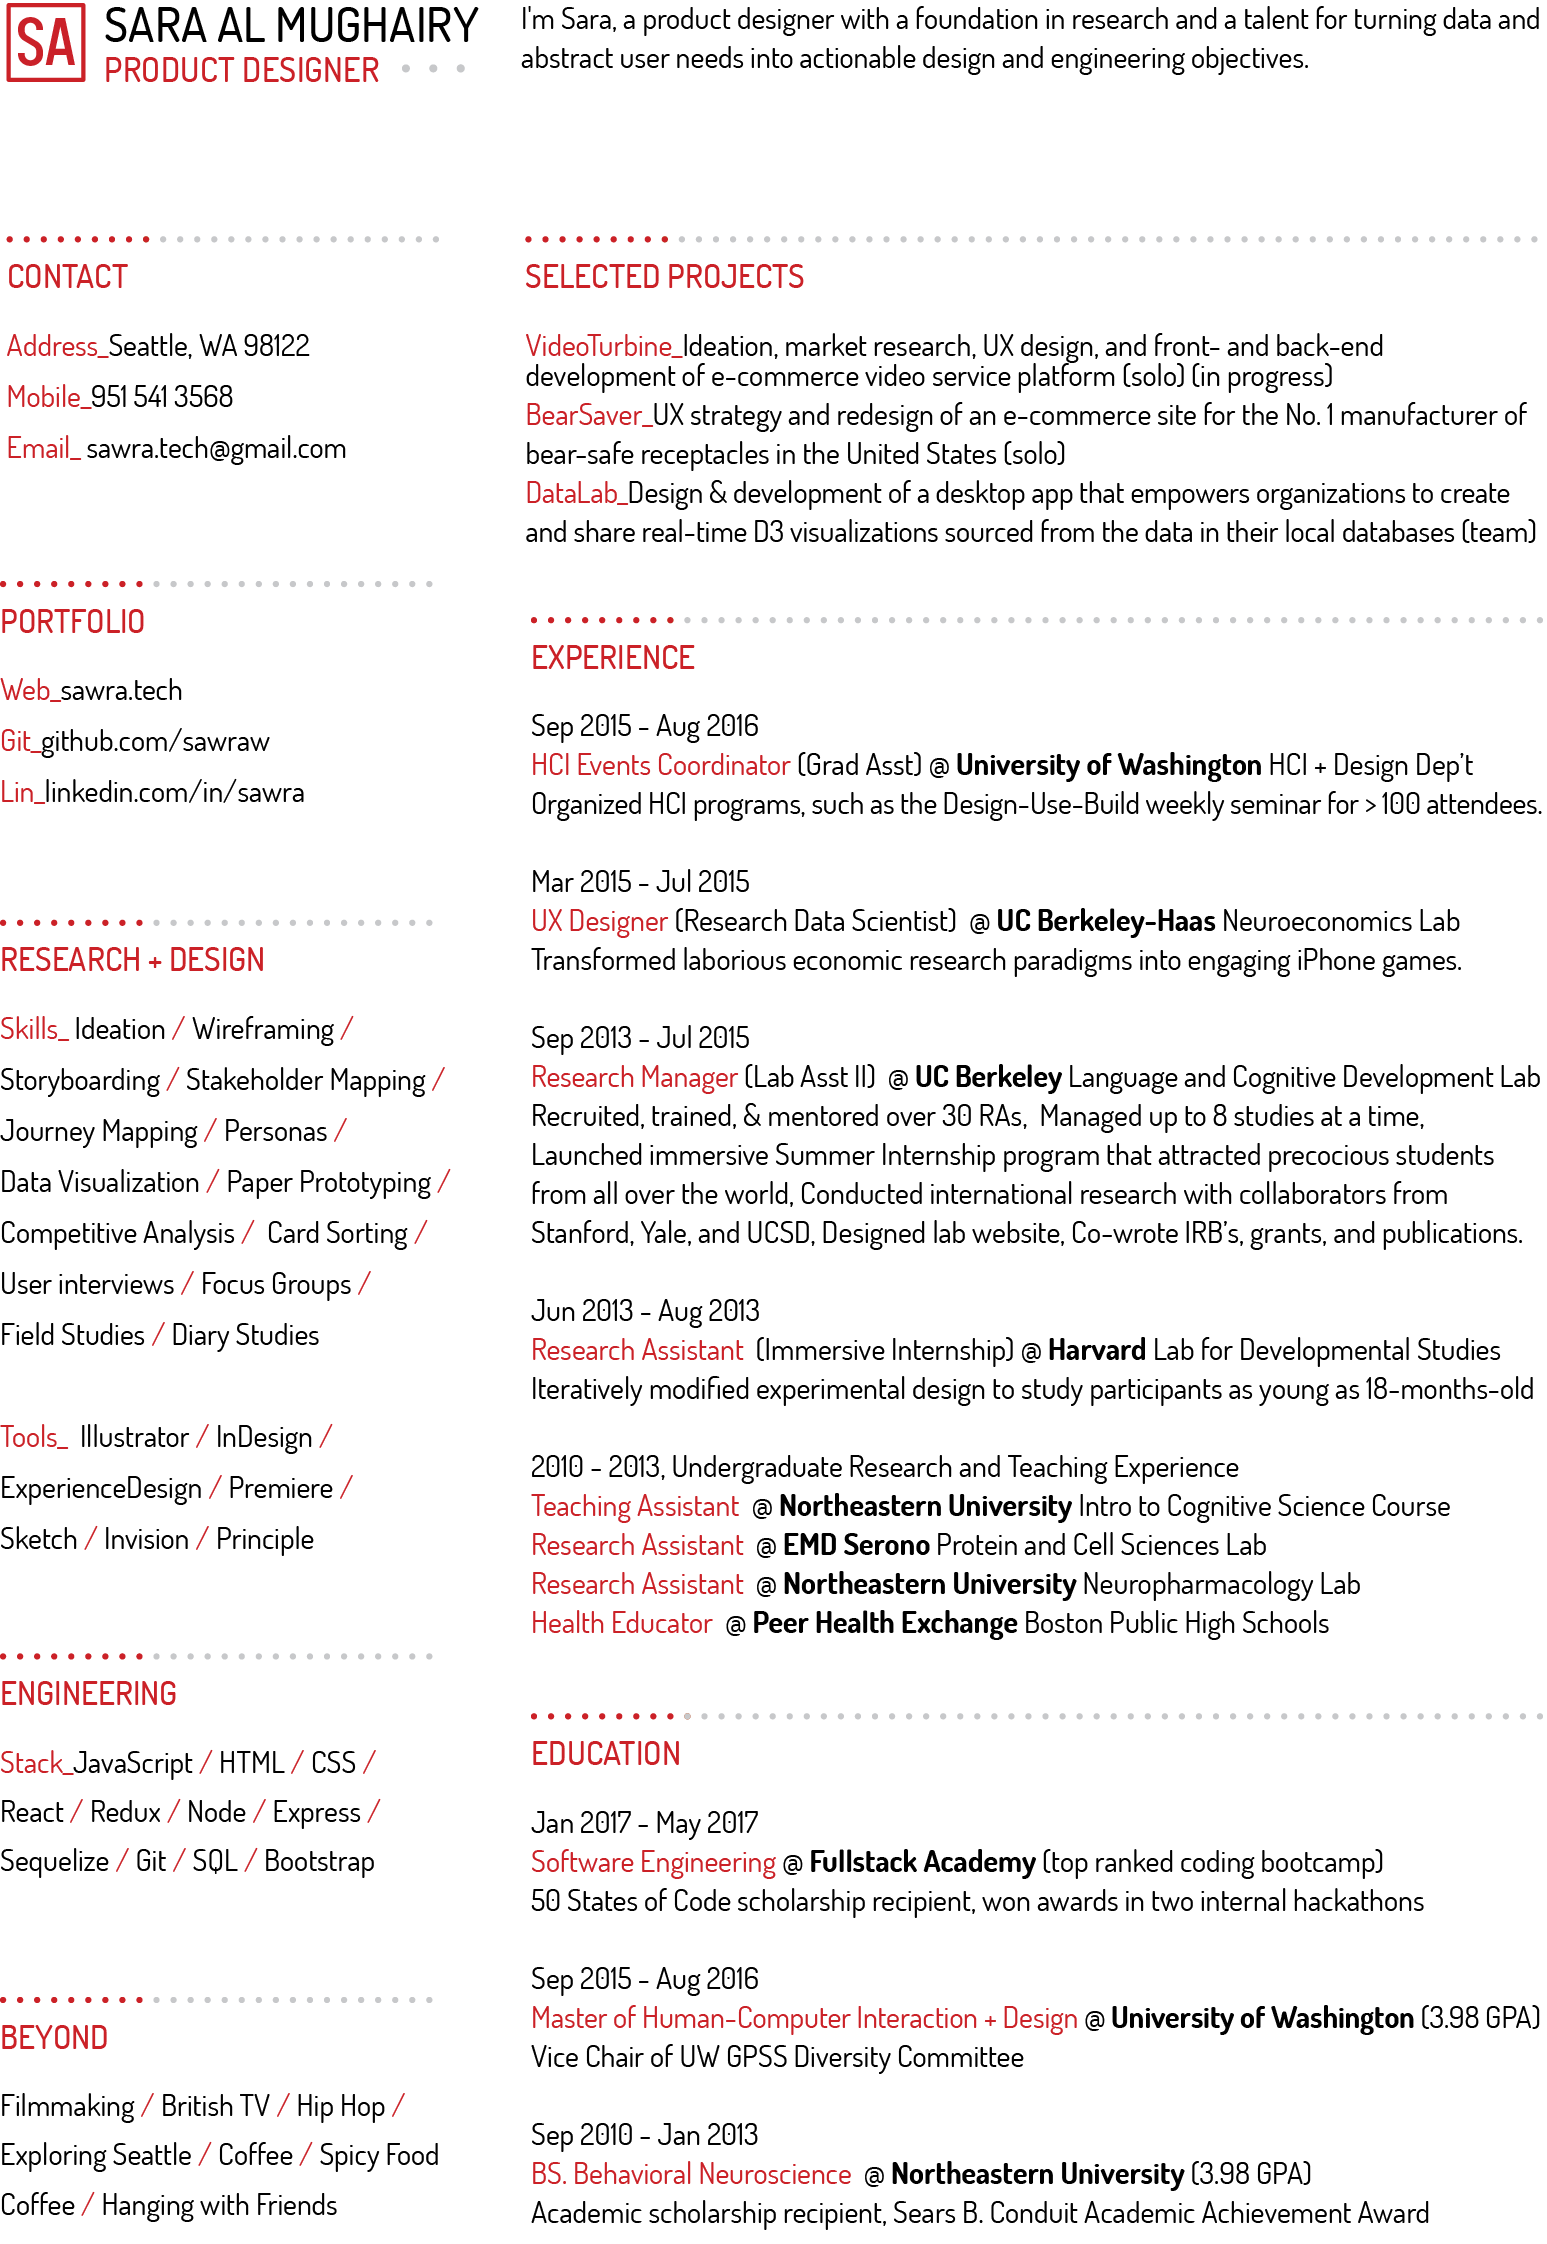 SA
SARA AL MUGHAIRY
PRODUCT DESIGNER
I'm Sara, a product designer with a foundation in research and a talent for turning data and
abstract user needs into actionable design and engineering objectives.
CONTACT
Address_Seattle, WA 98122
Mobile_951 541 3568
Email_ sawra.tech@gmail.com
PORTFOLIO
Web_sawra.tech
Git_github.com/sawraw
Lin_linkedin.com/in/sawra
RESEARCH + DESIGN
Skills_ Ideation / Wireframing /
Storyboarding / Stakeholder Mapping /
Journey Mapping / Personas /
Data Visualization / Paper Prototyping /
Competitive Analysis / Card Sorting /
User interviews / Focus Groups /
Field Studies / Diary Studies
Tools_ Illustrator / InDesign /
ExperienceDesign / Premiere /
Sketch / Invision / Principle
ENGINEERING
Stack_JavaScript / HTML / CSS /
React / Redux / Node / Express /
Sequelize / Git / SQL / Bootstrap
BEYOND
Filmmaking / British TV / Hip Hop /
Exploring Seattle / Coffee / Spicy Food
Coffee / Hanging with Friends
SELECTED PROJECTS
VideoTurbine_Ideation, market research, UX design, and front- and back-end
development of e-commerce video service platform (solo) (in progress)
BearSaver_UX strategy and redesign of an e-commerce site for the No. 1 manufacturer of
bear-safe receptacles in the United States (solo)
DataLab_Design & development of a desktop app that empowers organizations to create
and share real-time D3 visualizations sourced from the data in their local databases (team)
EXPERIENCE
Sep 2015 - Aug 2016
HCI Events Coordinator (Grad Asst) @ University of Washington HCI + Design Dep't
Organized HCI programs, such as the Design-Use-Build weekly seminar for > 100 attendees.
Mar 2015 - Jul 2015
UX Designer (Research Data Scientist) @ UC Berkeley-Haas Neuroeconomics Lab
Transformed laborious economic research paradigms into engaging iPhone games.
Sep 2013 - Jul 2015
Research Manager (Lab Asst II) @ UC Berkeley Language and Cognitive Development Lab
Recruited, trained, & mentored over 30 RAs, Managed up to 8 studies at a time,
Launched immersive Summer Internship program that attracted precocious students
from all over the world, Conducted international research with collaborators from
Stanford, Yale, and UCSD, Designed lab website, Co-wrote IRB's, grants, and publications.
Jun 2013 - Aug 2013
Research Assistant (Immersive Internship) @ Harvard Lab for Developmental Studies
Iteratively modified experimental design to study participants as young as 18-months-old
2010 - 2013, Undergraduate Research and Teaching Experience
Teaching Assistant @ Northeastern University Intro to Cognitive Science Course
Research Assistant @ EMD Serono Protein and Cell Sciences Lab
Research Assistant @ Northeastern University Neuropharmacology Lab
Health Educator @ Peer Health Exchange Boston Public High Schools
EDUCATION
Jan 2017 - May 2017
Software Engineering @ Fullstack Academy (top ranked coding bootcamp)
50 States of Code scholarship recipient, won awards in two internal hackathons
Sep 2015 - Aug 2016
Master of Human-Computer Interaction + Design @ University of Washington (3.98 GPA)
Vice Chair of UW GPSS Diversity Committee
Sep 2010 - Jan 2013
BS. Behavioral Neuroscience @ Northeastern University (3.98 GPA)
Academic scholarship recipient, Sears B. Conduit Academic Achievement Award